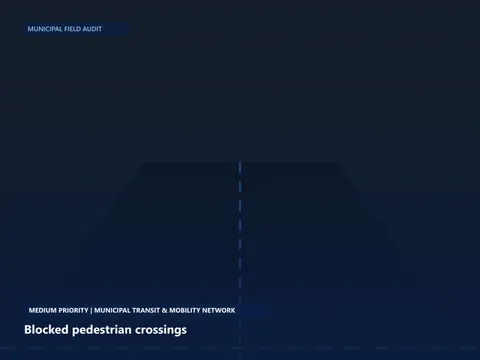 MUNICIPAL FIELD AUDIT
MEDIUM PRIORITY | MUNICIPAL TRANSIT & MOBILITY NETWORK
Blocked pedestrian crossings